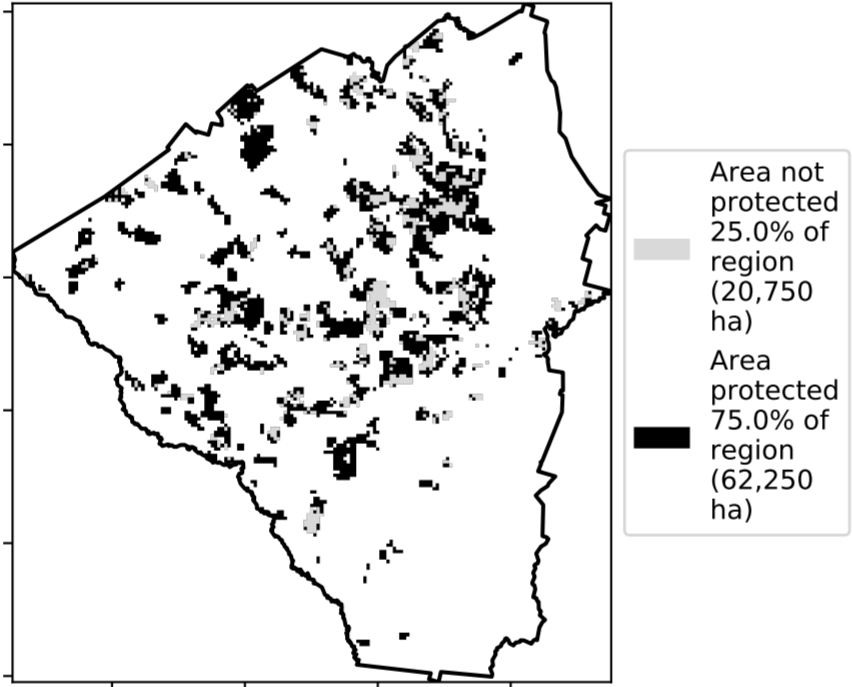 Area not
protected
25.0% of
region
(20,750
ha)
Area
protected
75.0% of
region
(62,250
ha)